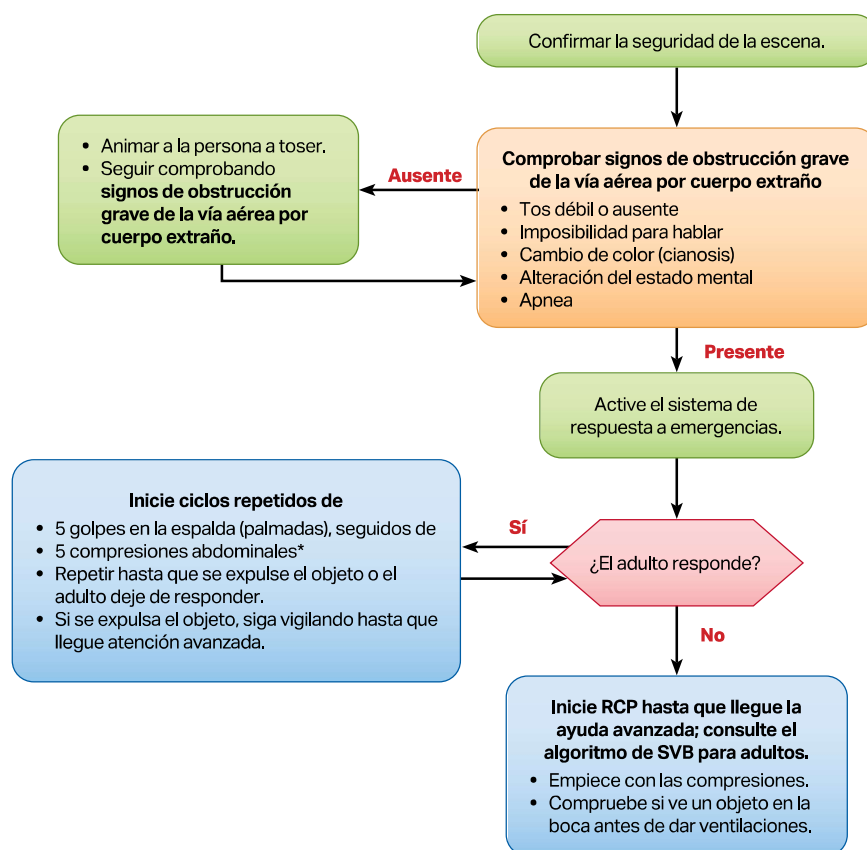 Confirmar la seguridad de la escena.
• Animar a la persona a toser.
• Seguir comprobando
signos de obstrucción
grave de la vía aérea por
cuerpo extraño.
Ausente
Comprobar signos de obstrucción grave
de la vía aérea por cuerpo extraño
• Tos débil o ausente
• Imposibilidad para hablar
• Cambio de color (cianosis)
• Alteración del estado mental
• Apnea
Presente
Active el sistema de
respuesta a emergencias.
Inicie ciclos repetidos de
• 5 golpes en la espalda (palmadas), seguidos de
• 5 compresiones abdominales*
• Repetir hasta que se expulse el objeto o el
adulto deje de responder.
• Si se expulsa el objeto, siga vigilando hasta que
llegue atención avanzada.
Sí
¿El adulto responde?
No
Inicie RCP hasta que llegue la
ayuda avanzada; consulte el
algoritmo de SVB para adultos.
• Empiece con las compresiones.
• Compruebe si ve un objeto en la
boca antes de dar ventilaciones.